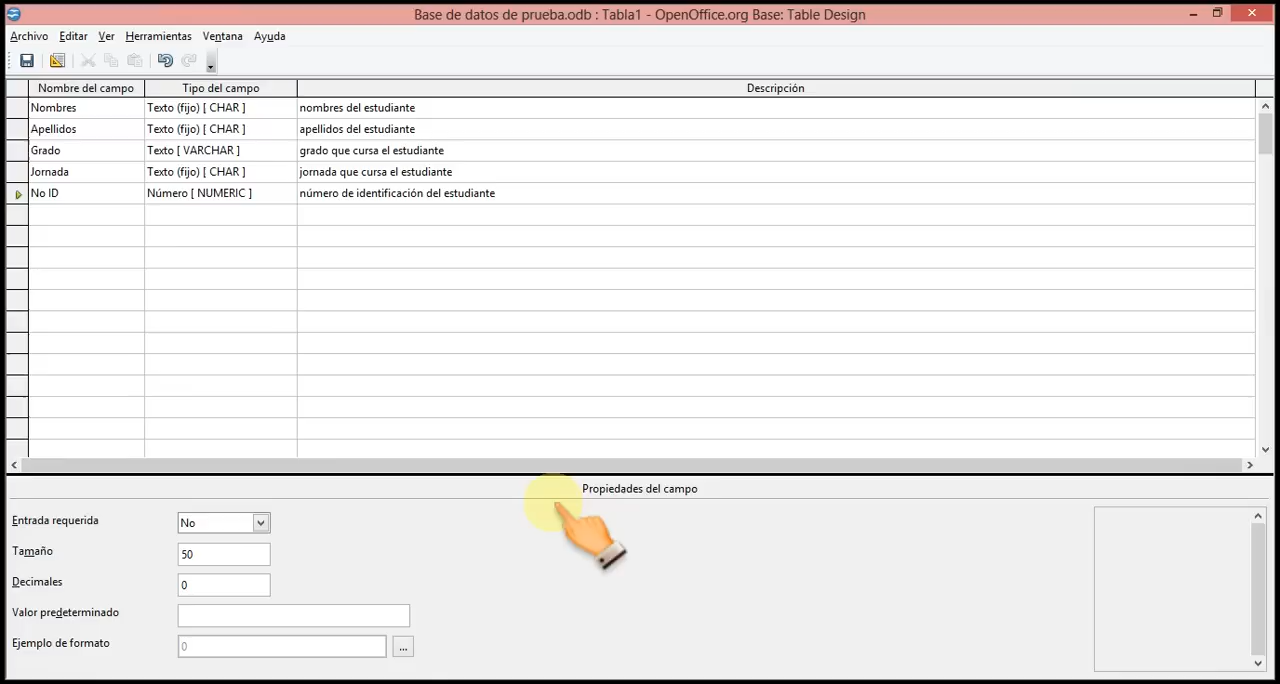 Base de datos de prueba.odb : Tabla1 - OpenOffice.org Base: Table Design
Archivo Editar Ver Herramientas Ventana Ayuda
Nombre del campo Tipo del campo Descripción
Nombres Texto (fijo) [ CHAR ] nombres del estudiante
Apellidos Texto (fijo) [ CHAR ] apellidos del estudiante
Grado Texto [ VARCHAR ] grado que cursa el estudiante
Jornada Texto (fijo) [ CHAR ] jornada que cursa el estudiante
No ID Número [ NUMERIC ] número de identificación del estudiante
Propiedades del campo
Entrada requerida No
Tamaño 50
Decimales 0
Valor predeterminado
Ejemplo de formato 0 ...